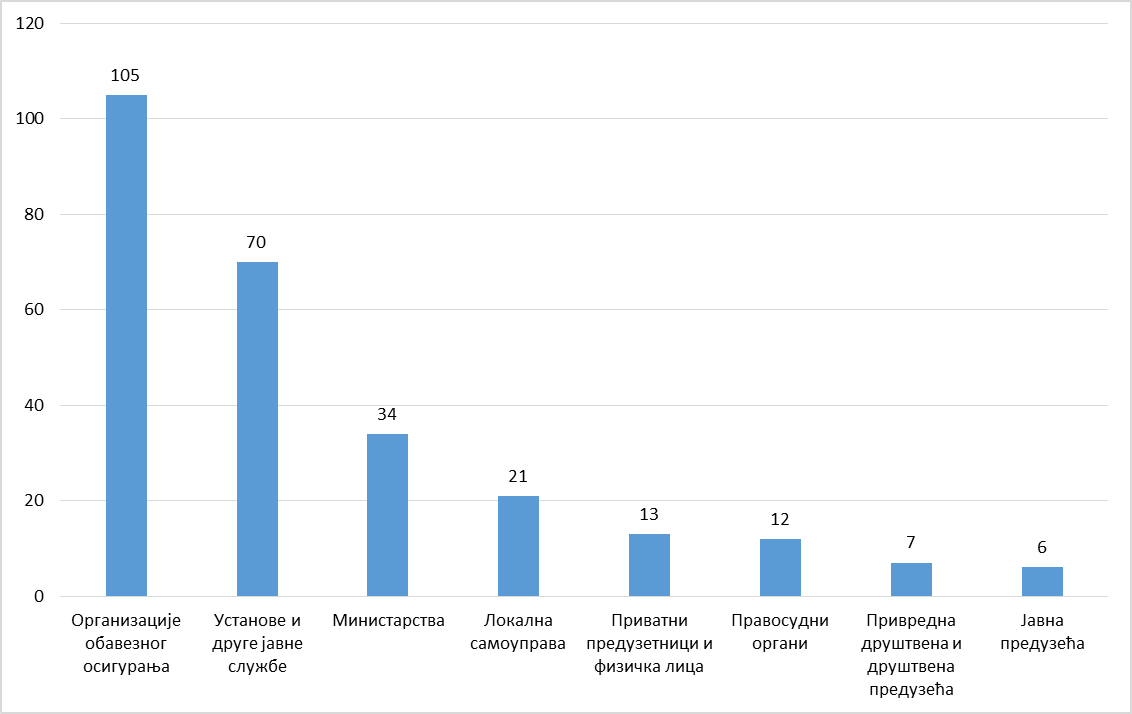 120
100
80
60
40
20
0
105
70
34
21
13
12
7
6
Организације
обавезног
осигурања
Установе и
друге јавне
службе
Министарства
Локална
самоуправа
Приватни
предузетници и
физичка лица
Правосудни
органи
Привредна
друштвена и
друштвена
предузећа
Јавна
предузећа